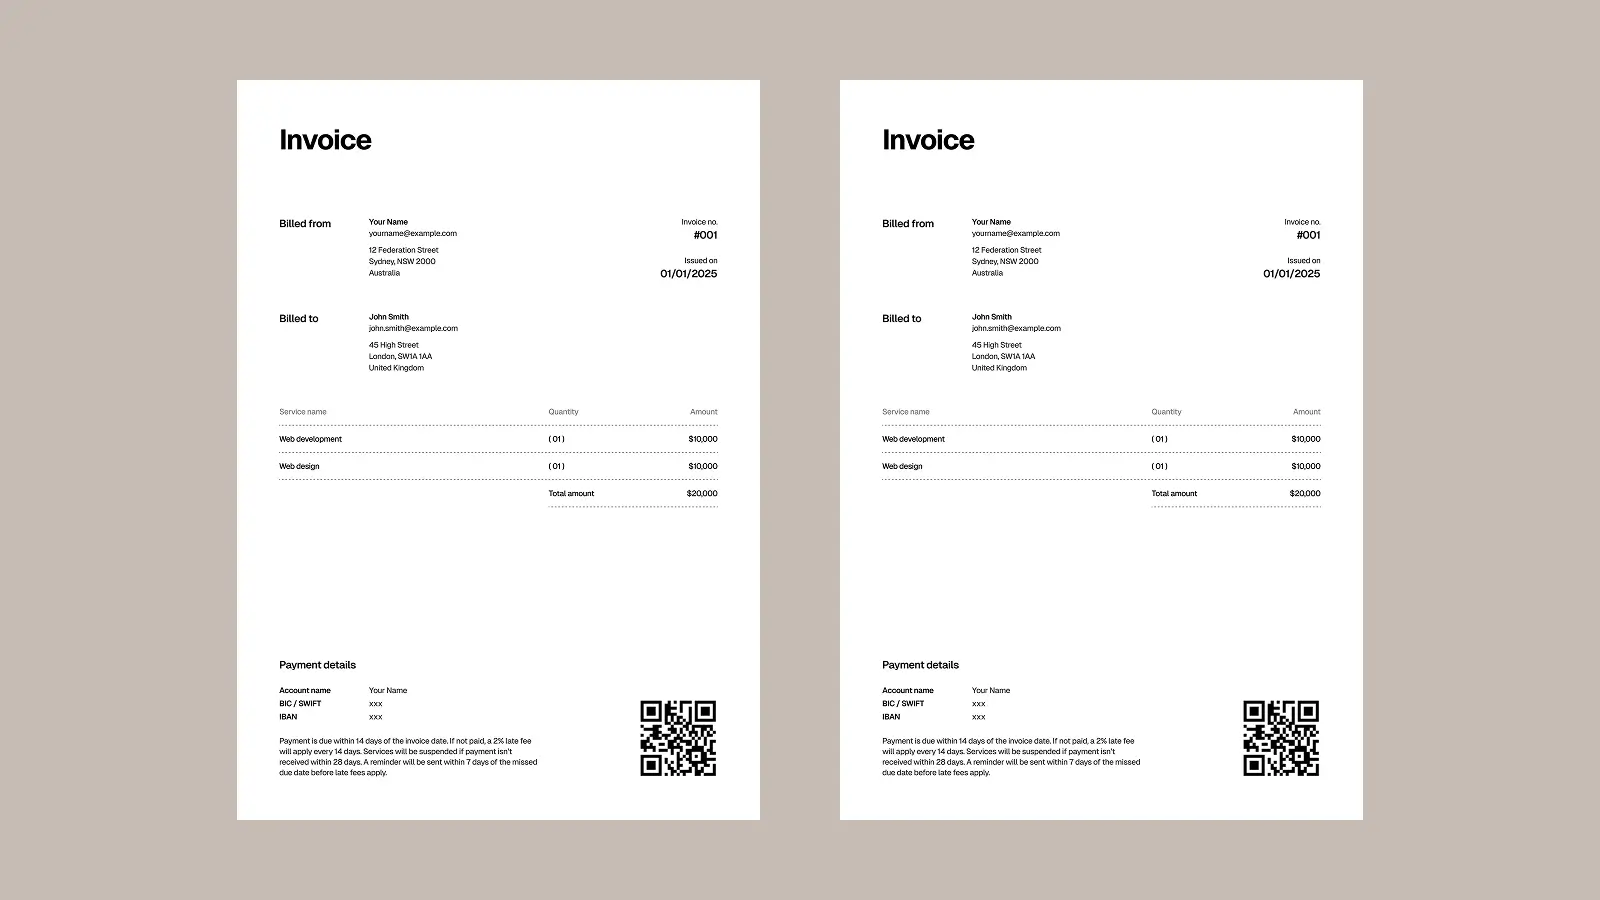 Invoice
Billed from
Your Name
yourname@example.com
12 Federation Street
Sydney, NSW 2000
Australia
Invoice no.
#001
Issued on
01/01/2025
Billed to
John Smith
john.smith@example.com
45 High Street
London, SW1A 1AA
United Kingdom
Service name Quantity Amount
Web development ( 01 ) $10,000
Web design ( 01 ) $10,000
Total amount $20,000
Payment details
Account name Your Name
BIC / SWIFT xxx
IBAN xxx
Payment is due within 14 days of the invoice date. If not paid, a 2% late fee
will apply every 14 days. Services will be suspended if payment isn't
received within 28 days. A reminder will be sent within 7 days of the missed
due date before late fees apply.
Invoice
Billed from
Your Name
yourname@example.com
12 Federation Street
Sydney, NSW 2000
Australia
Invoice no.
#001
Issued on
01/01/2025
Billed to
John Smith
john.smith@example.com
45 High Street
London, SW1A 1AA
United Kingdom
Service name Quantity Amount
Web development ( 01 ) $10,000
Web design ( 01 ) $10,000
Total amount $20,000
Payment details
Account name Your Name
BIC / SWIFT xxx
IBAN xxx
Payment is due within 14 days of the invoice date. If not paid, a 2% late fee
will apply every 14 days. Services will be suspended if payment isn't
received within 28 days. A reminder will be sent within 7 days of the missed
due date before late fees apply.